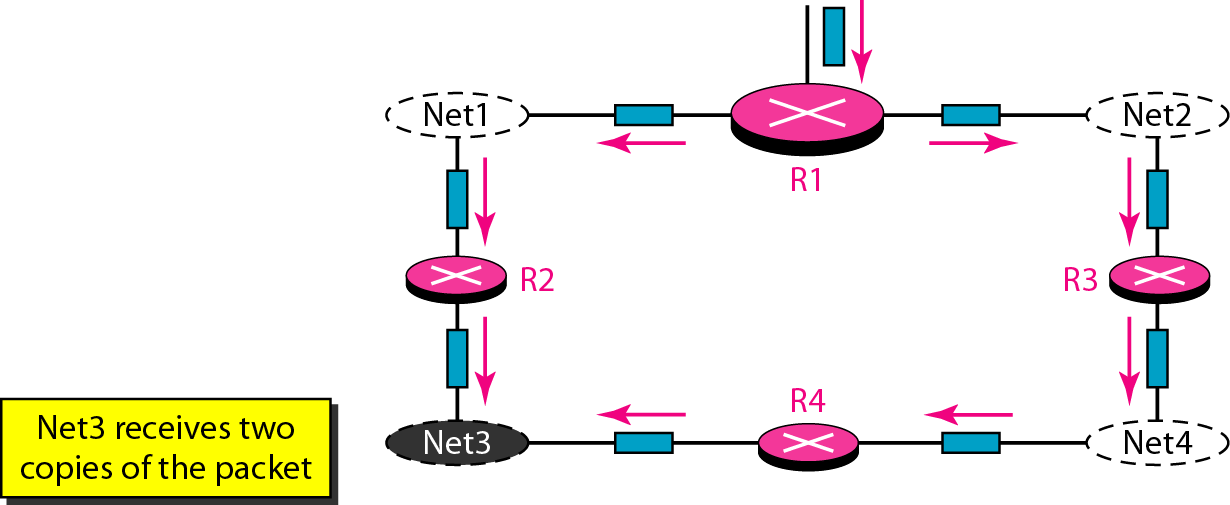 Net1
Net2
R1
R2
R3
R4
Net3 receives two
copies of the packet
Net3
Net4